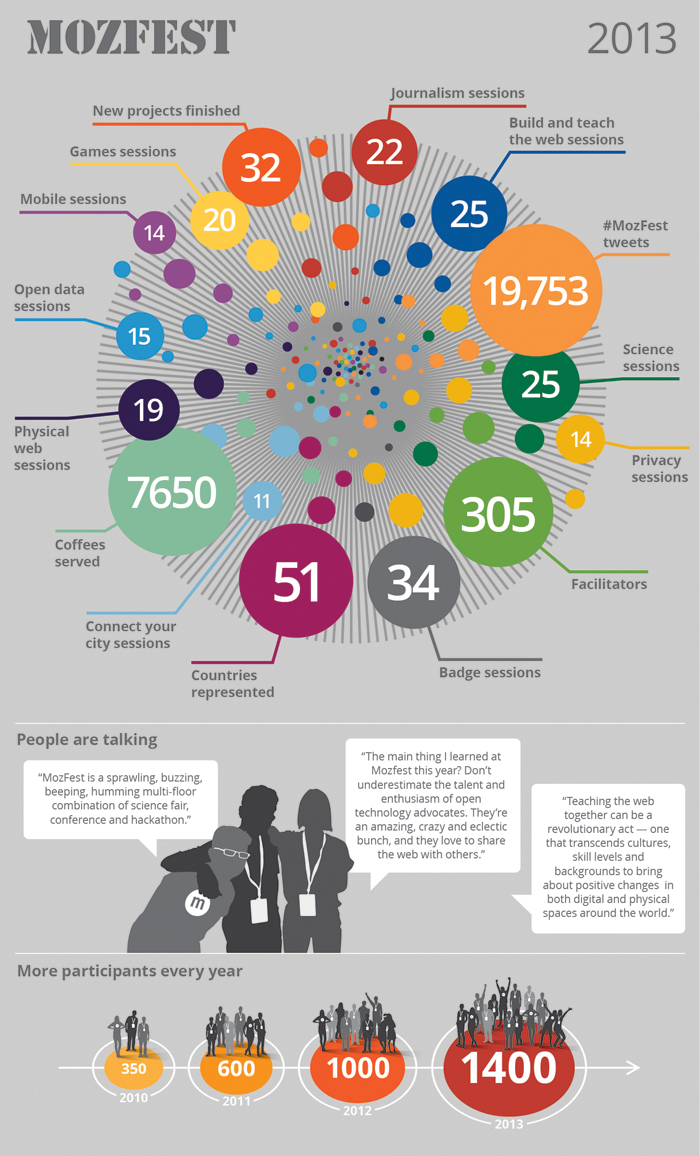 MOZFEST
2013
Journalism sessions
New projects finished
Build and teach
the web sessions
Games sessions
32
22
Mobile sessions
20
25
14
#MozFest
tweets
Open data
sessions
19,753
15
Science
sessions
25
19
Physical
web
sessions
14
Privacy
sessions
7650
11
305
Coffees
served
51
34
Facilitators
Connect your
city sessions
Countries
represented
Badge sessions
People are talking
“MozFest is a sprawling, buzzing,
beeping, humming multi-floor
combination of science fair,
conference and hackathon.”
“The main thing I learned at
Mozfest this year? Don’t
underestimate the talent and
enthusiasm of open
technology advocates. They’re
an amazing, crazy and eclectic
bunch, and they love to share
the web with others.”
“Teaching the web
together can be a
revolutionary act — one
that transcends cultures,
skill levels and
backgrounds to bring
about positive changes in
both digital and physical
spaces around the world.”
m
More participants every year
350
600
1000
1400
2010
2011
2012
2013